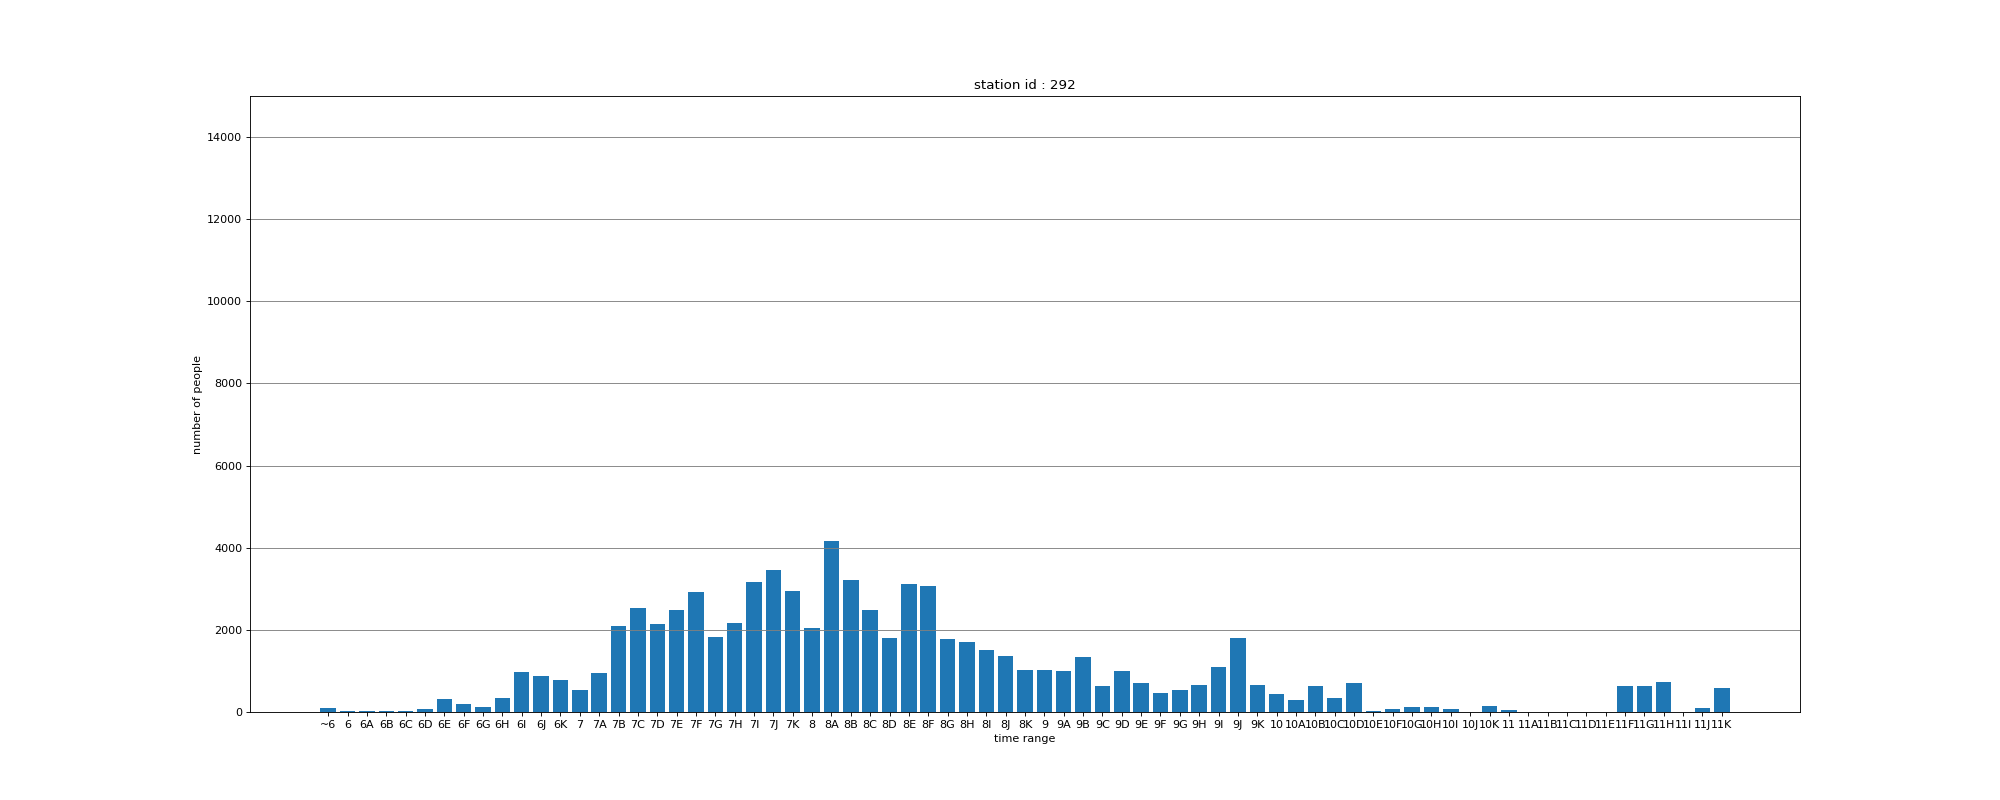 station id : 292
14000
12000
10000
8000
6000
4000
2000
0
number of people
~6 6 6A 6B 6C 6D 6E 6F 6G 6H 6I 6J 6K 7 7A 7B 7C 7D 7E 7F 7G 7H 7I 7J 7K 8 8A 8B 8C 8D 8E 8F 8G 8H 8I 8J 8K 9 9A 9B 9C 9D 9E 9F 9G 9H 9I 9J 9K 10 10A 10B 10C 10D 10E 10F 10G 10H 10I 10J 10K 11 11A 11B 11C 11D 11E 11F 11G 11H 11I 11J 11K
time range